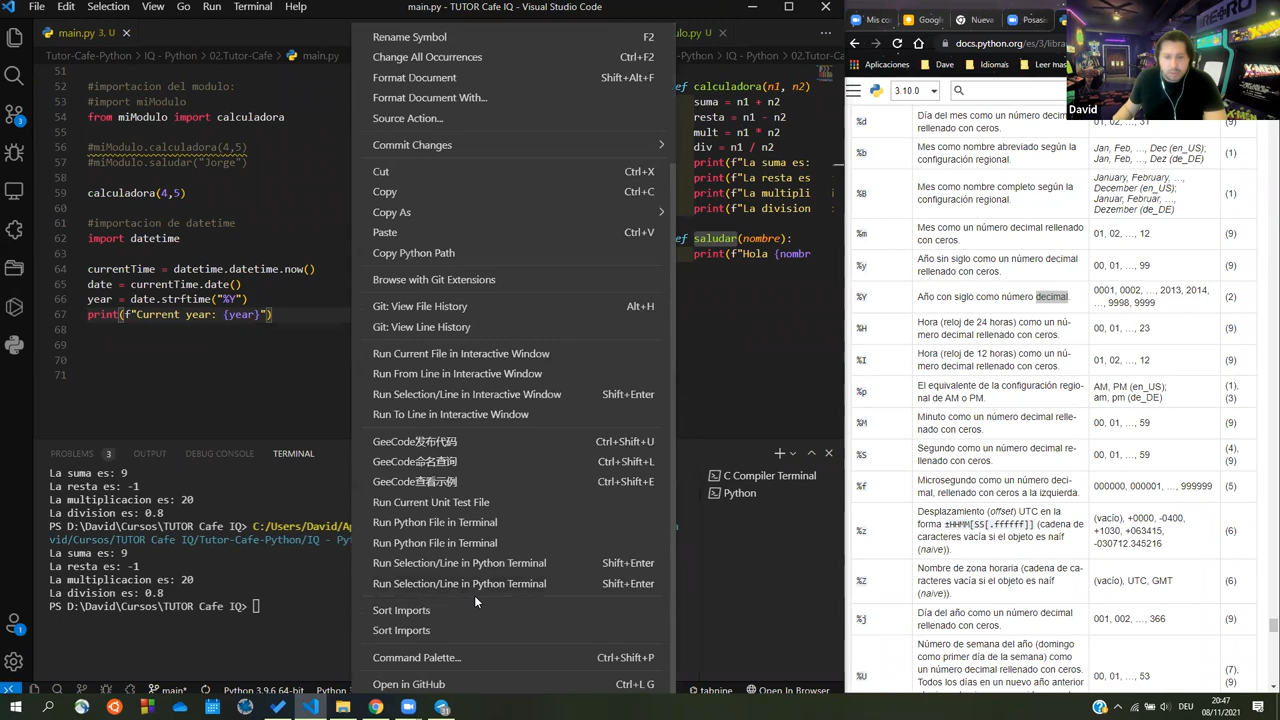 File
Edit
Selection
View
Go
Run
Terminal
Help
main.py - TUTOR Cafe IQ - Visual Studio Code
main.py 3, U
Tutor-Cafe > IQ - Python > 02.Tutor-Cafe > main.py
51
52 #importacion del modulo:
53 #import miModulo
54 from miModulo import calculadora
55
56 #miModulo.calculadora(4,5)
57 #miModulo.saludar("Jorge")
58
59 calculadora(4,5)
60
61 #importacion de datetime
62 import datetime
63
64 currentTime = datetime.datetime.now()
65 date = currentTime.date()
66 year = date.strftime("%Y")
67 print(f"Current year: {year}")
68
69
70
71
Rename Symbol F2
Change All Occurrences Ctrl+F2
Format Document Shift+Alt+F
Format Document With...
Source Action...
Commit Changes
Cut Ctrl+X
Copy Ctrl+C
Copy As
Paste Ctrl+V
Copy Python Path
Browse with Git Extensions
Git: View File History Alt+H
Git: View Line History
Run Current File in Interactive Window
Run From Line in Interactive Window
Run Selection/Line in Interactive Window Shift+Enter
Run To Line in Interactive Window
GeeCode发布代码 Ctrl+Shift+U
GeeCode命名查询 Ctrl+Shift+L
GeeCode查看示例 Ctrl+Shift+E
Run Current Unit Test File
Run Python File in Terminal
Run Python File in Terminal
Run Selection/Line in Python Terminal Shift+Enter
Run Selection/Line in Python Terminal Shift+Enter
Sort Imports
Sort Imports
Command Palette... Ctrl+Shift+P
Open in GitHub Ctrl+L G
ulo.py U
IQ - Python > 02.Tutor-Cafe >
ef calculadora(n1, n2)
suma = n1 + n2
resta = n1 - n2
mult = n1 * n2
div = n1 / n2
print(f"La suma es:
print(f"La resta es
print(f"La multipli
print(f"La division
ef saludar(nombre):
print(f"Hola {nombr
PROBLEMS 3
OUTPUT
DEBUG CONSOLE
TERMINAL
La suma es: 9
La resta es: -1
La multiplicacion es: 20
La division es: 0.8
PS D:\David\Cursos\TUTOR Cafe IQ> C:/Users/David/Ap
vid/Cursos/TUTOR Cafe IQ/Tutor-Cafe/Python/IQ - Py
La suma es: 9
La resta es: -1
La multiplicacion es: 20
La division es: 0.8
PS D:\David\Cursos\TUTOR Cafe IQ>
C Compiler Terminal
Python
main*
Python 3.9.6 64-bit
3
tabnine
Open In Browser
Mis co
Google
Nueva
Posasi
docs.python.org/es/3/libra
Aplicaciones
Dave
Idioma's
Leer mas
3.10.0
RETRO
David
%d Día del mes como un número decim
rellenado con ceros. 01, 02, …, 31 (9)
%b Mes como nombre abreviado según la
configuración regional. Jan, Feb, …, Dec (en_US);
Jan, Feb, …, Dez (de_DE) (1)
%B Mes como nombre completo según la
configuración regional. January, February, …,
December (en_US);
Januar, Februar, …,
Dezember (de_DE) (1)
%m Mes como un número decimal rellenado
con ceros. 01, 02, …, 12 (9)
%y Año sin siglo como un número decimal
rellenado con ceros. 00, 01, …, 99 (9)
%Y Año con siglo como número decimal. 0001, 0002, …, 2013, 2014,
…, 9998, 9999 (2)
%H Hora (reloj de 24 horas) como un nú-
mero decimal rellenado con ceros. 00, 01, …, 23 (9)
%I Hora (reloj de 12 horas) como un nú-
mero decimal rellenado con ceros. 01, 02, …, 12 (9)
%p El equivalente de la configuración regio-
nal de AM o PM. AM, PM (en_US);
am, pm (de_DE) (1),
(3)
%M Minuto como un número decimal relle-
nado con ceros. 00, 01, …, 59 (9)
%S Segundo como un número decimal re-
llenado con ceros. 00, 01, …, 59 (4),
(9)
%f Microsegundo como un número deci-
mal, rellenado con ceros a la izquierda. 000000, 000001, …, 999999 (5)
%z Desplazamiento (offset) UTC en la
forma ±HHMM[SS[.ffffff]] (cadena de
caracteres vacía si el objeto es naíf
(naive)). (vacío), +0000, -0400,
+1030, +063415,
-030712.345216 (6)
%Z Nombre de zona horaria (cadena de ca-
racteres vacía si el objeto es naíf
(naive)). (vacío), UTC, GMT (6)
%j Día del año como un número decimal
rellenado con ceros. 001, 002, …, 366 (9)
%U Número de semana del año (domingo
como primer día de la semana) como
un número decimal rellenado con ceros.
Todos los días en un nuevo año anterior 00, 01, …, 53 (7),
(9)
DEU
20:47
08/11/2021